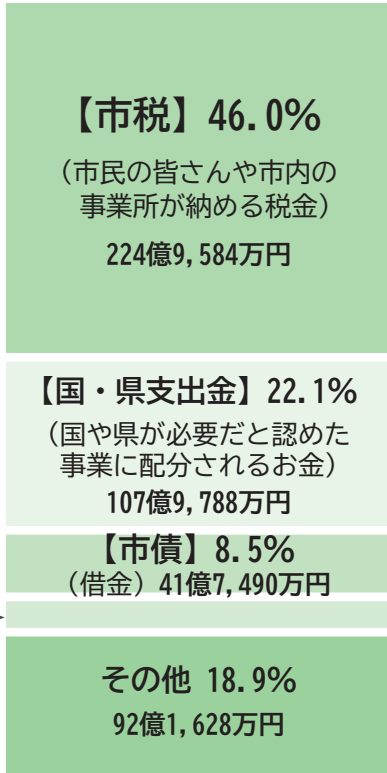 【市税】46.0%
（市民の皆さんや市内の
事業所が納める税金）
224億9,584万円
【国・県支出金】22.1%
（国や県が必要だと認めた
事業に配分されるお金）
107億9,788万円
【市債】8.5%
（借金）41億7,490万円
その他 18.9%
92億1,628万円